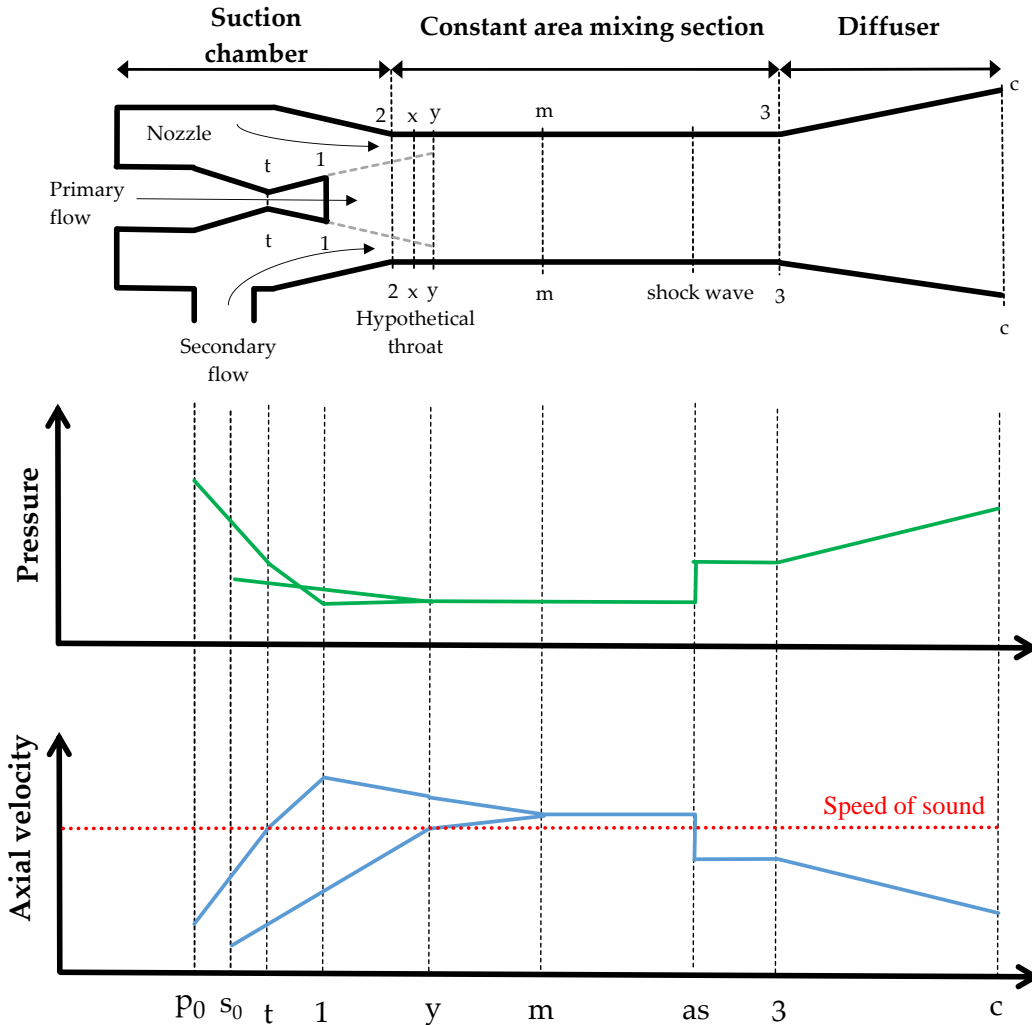 Suction
chamber
Constant area mixing section
Diffuser
c
2
x
y
m
3
Nozzle
t
1
Primary
flow
t
1
2
x
y
m
shock wave
3
Hypothetical
throat
c
Secondary
flow
Pressure
Axial velocity
Speed of sound
p0
s0
t
1
y
m
as
3
c